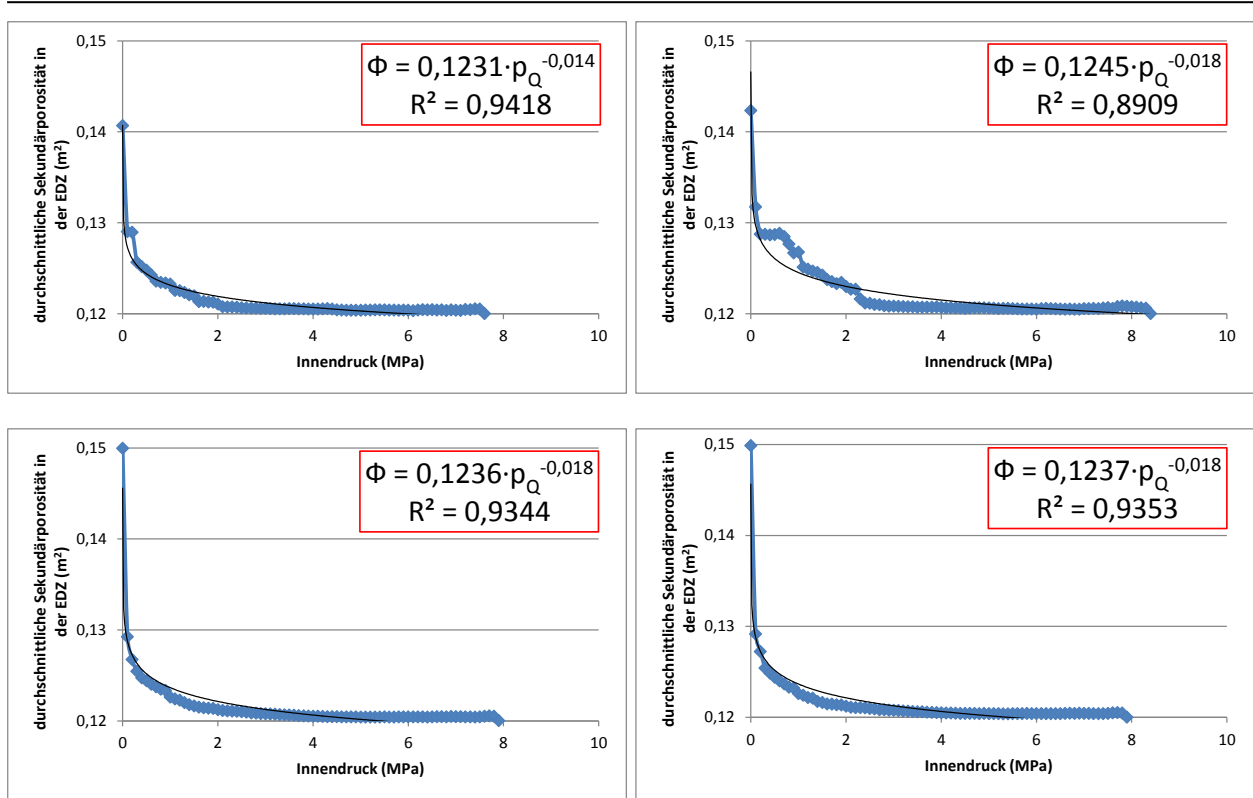 durchschnittliche Sekundärporosität in
der EDZ (m²)
0,15
0,14
0,13
0,12
Φ = 0,1231·p_Q^-0,014
R² = 0,9418
0 2 4 6 8 10
Innendruck (MPa)
durchschnittliche Sekundärporosität in
der EDZ (m²)
0,15
0,14
0,13
0,12
Φ = 0,1245·p_Q^-0,018
R² = 0,8909
0 2 4 6 8 10
Innendruck (MPa)
durchschnittliche Sekundärporosität in
der EDZ (m²)
0,15
0,14
0,13
0,12
Φ = 0,1236·p_Q^-0,018
R² = 0,9344
0 2 4 6 8 10
Innendruck (MPa)
durchschnittliche Sekundärporosität in
der EDZ (m²)
0,15
0,14
0,13
0,12
Φ = 0,1237·p_Q^-0,018
R² = 0,9353
0 2 4 6 8 10
Innendruck (MPa)